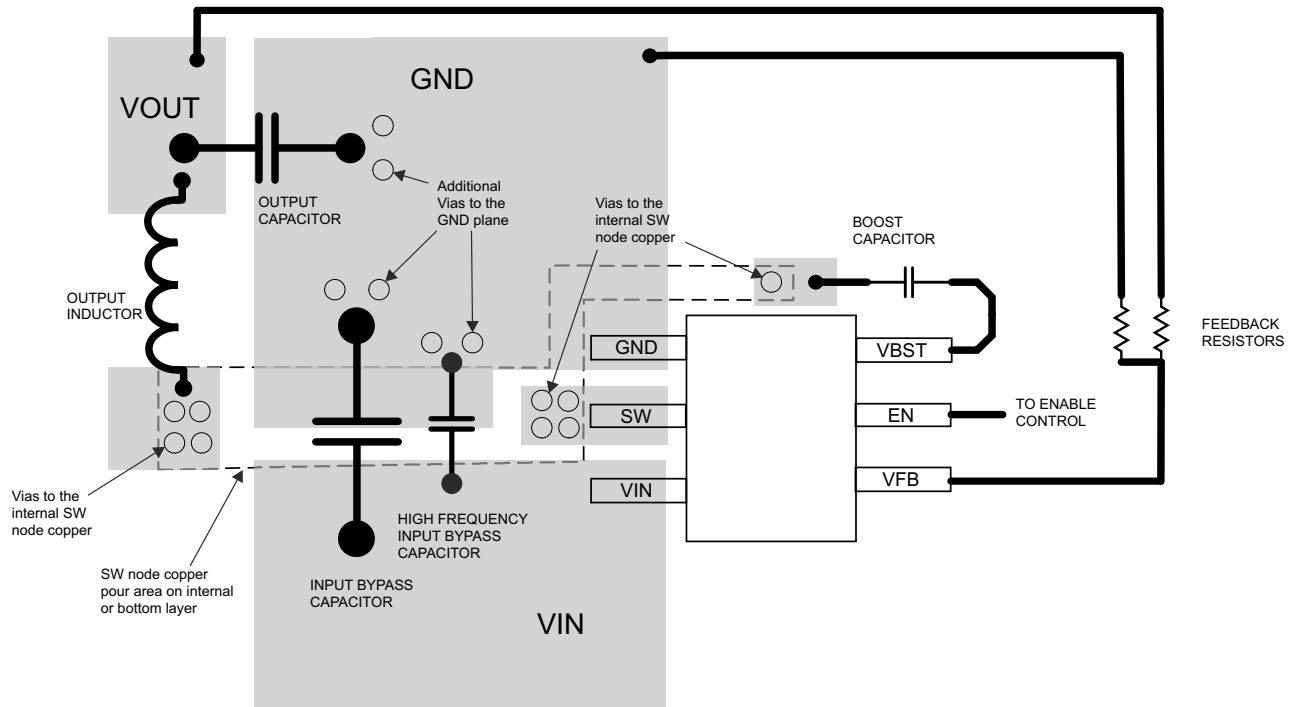 GND
VOUT
OUTPUT
CAPACITOR
Additional
Vias to the
GND plane
Vias to the
internal SW
node copper
BOOST
CAPACITOR
OUTPUT
INDUCTOR
FEEDBACK
RESISTORS
GND
VBST
SW
EN
TO ENABLE
CONTROL
VIN
VFB
Vias to the
internal SW
node copper
HIGH FREQUENCY
INPUT BYPASS
CAPACITOR
SW node copper
pour area on internal
or bottom layer
INPUT BYPASS
CAPACITOR
VIN